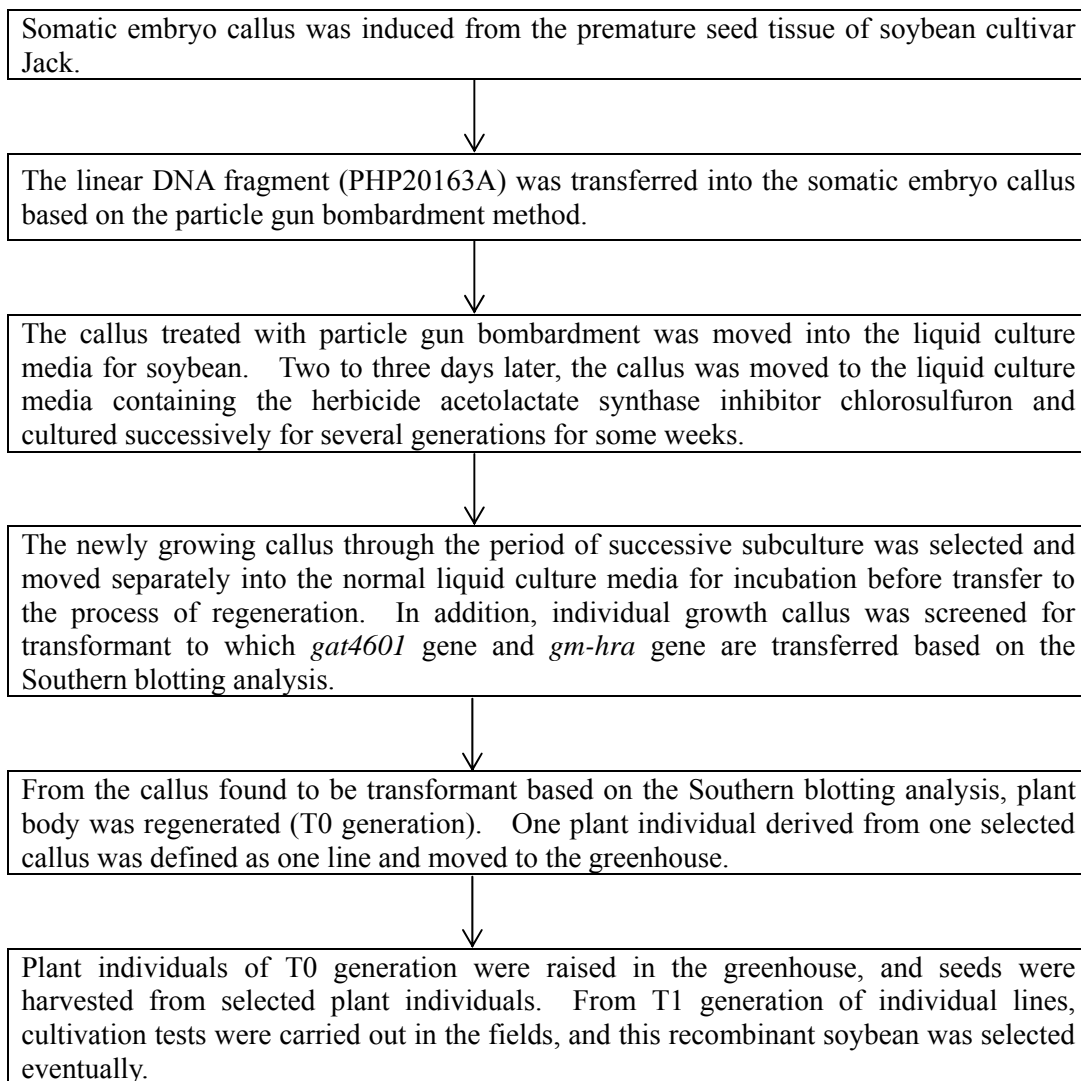 Somatic embryo callus was induced from the premature seed tissue of soybean cultivar
Jack.
The linear DNA fragment (PHP20163A) was transferred into the somatic embryo callus
based on the particle gun bombardment method.
The callus treated with particle gun bombardment was moved into the liquid culture
media for soybean. Two to three days later, the callus was moved to the liquid culture
media containing the herbicide acetolactate synthase inhibitor chlorosulfuron and
cultured successively for several generations for some weeks.
The newly growing callus through the period of successive subculture was selected and
moved separately into the normal liquid culture media for incubation before transfer to
the process of regeneration. In addition, individual growth callus was screened for
transformant to which gat4601 gene and gm-hra gene are transferred based on the
Southern blotting analysis.
From the callus found to be transformant based on the Southern blotting analysis, plant
body was regenerated (T0 generation). One plant individual derived from one selected
callus was defined as one line and moved to the greenhouse.
Plant individuals of T0 generation were raised in the greenhouse, and seeds were
harvested from selected plant individuals. From T1 generation of individual lines,
cultivation tests were carried out in the fields, and this recombinant soybean was selected
eventually.